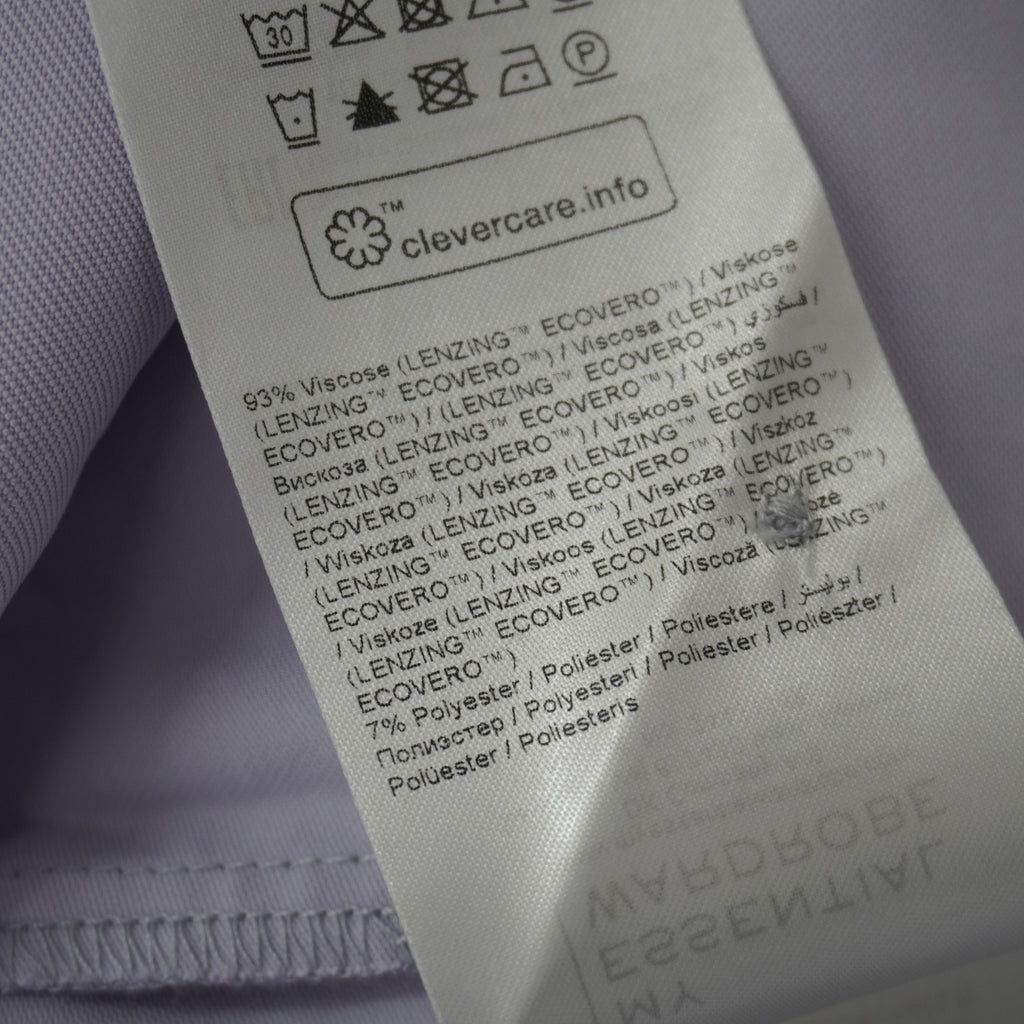 30
P
TM
clevercare.info
93% Viscose (LENZING™ ECOVERO™) / Viskose
(LENZING™ ECOVERO™) / Viscosa (LENZING™
ECOVERO™) / (LENZING™ ECOVERO™) فسكوزي /
Вискоза (LENZING™ ECOVERO™) / Viskos
(LENZING™ ECOVERO™) / Viskoosi (LENZING™
ECOVERO™) / Viskoza (LENZING™ ECOVERO™)
/ Wiskoza (LENZING™ ECOVERO™) / Viszkóz
(LENZING™ ECOVERO™) / Viskoza (LENZING™
ECOVERO™) / Viskoos (LENZING™ ECOVERO™)
/ Viskoze (LENZING™ ECOVERO™) /
(LENZING™ ECOVERO™) / Viscoză (LENZING™
ECOVERO™)
7% Polyester / Poliéster / Poliestere / بوليستر /
Полиэстер / Polyesteri / Poliester / Poliészter /
Polüester / Poliesteris
WARDROBE
ESSENTIAL
MY